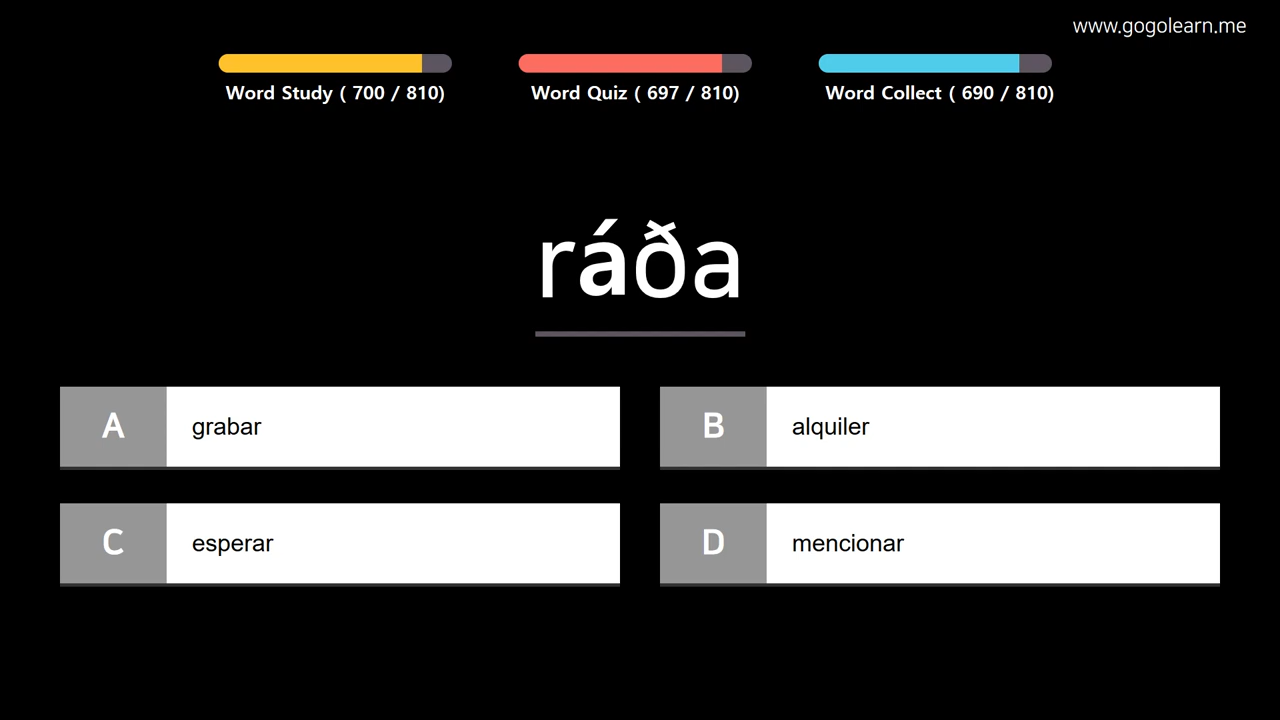 www.gogolearn.me
Word Study ( 700 / 810)
Word Quiz ( 697 / 810)
Word Collect ( 690 / 810)
ráða
A
grabar
B
alquiler
C
esperar
D
mencionar